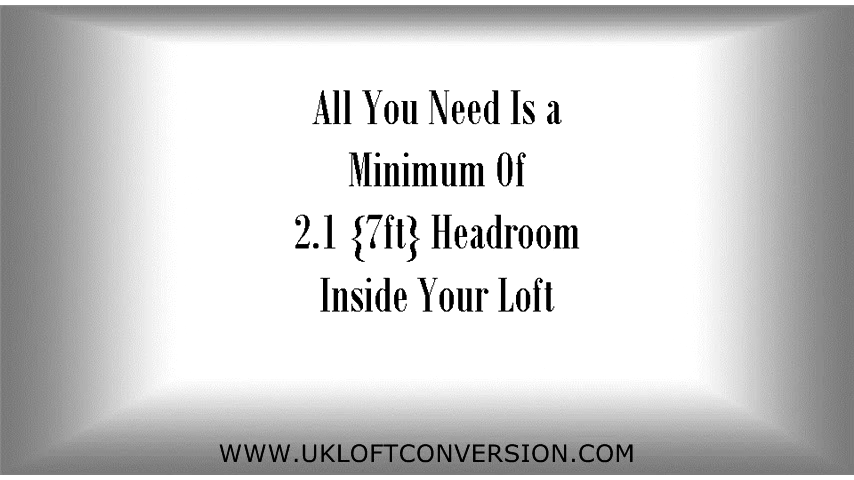 All You Need Is a
Minimum Of
2.1 {7ft} Headroom
Inside Your Loft
WWW.UKLOFTCONVERSION.COM